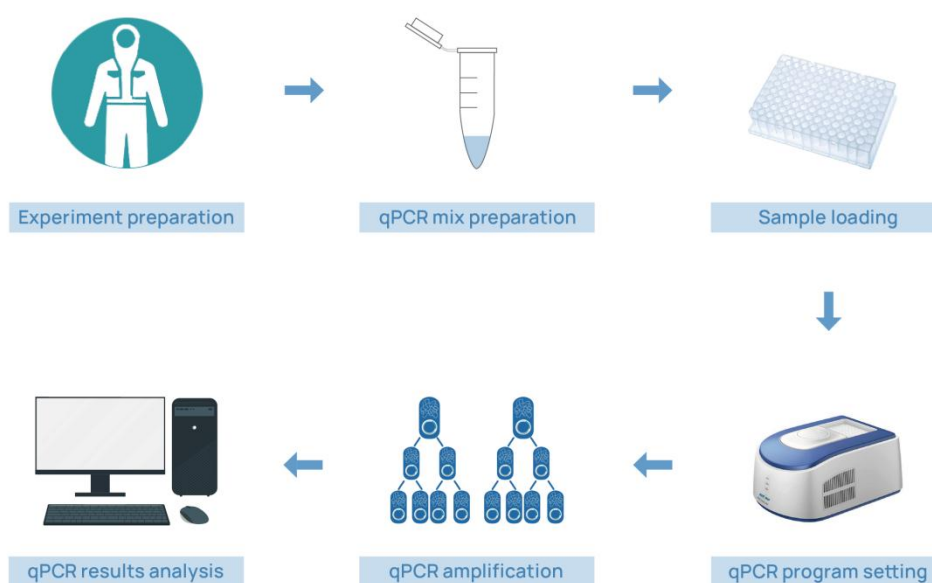 Experiment preparation
qPCR mix preparation
Sample loading
qPCR program setting
qPCR amplification
qPCR results analysis